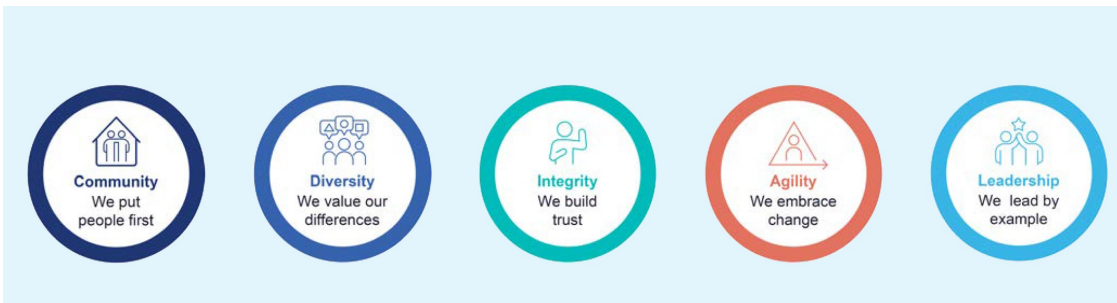 Community
We put
people first
Diversity
We value our
differences
Integrity
We build
trust
Agility
We embrace
change
Leadership
We lead by
example